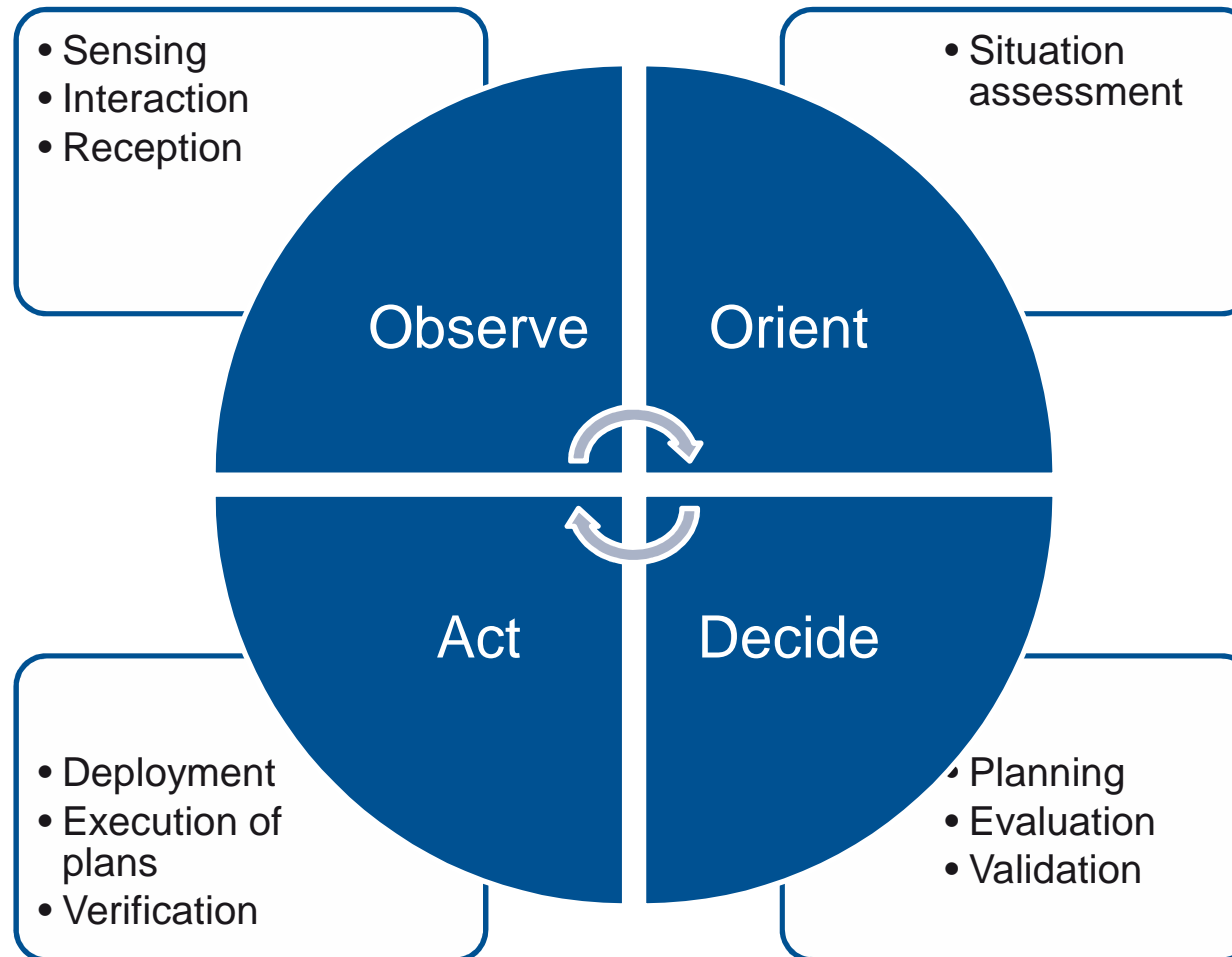 • Sensing
• Interaction
• Reception
• Situation
assessment
Observe
Orient
Act
Decide
• Deployment
• Execution of
plans
• Verification
• Planning
• Evaluation
• Validation